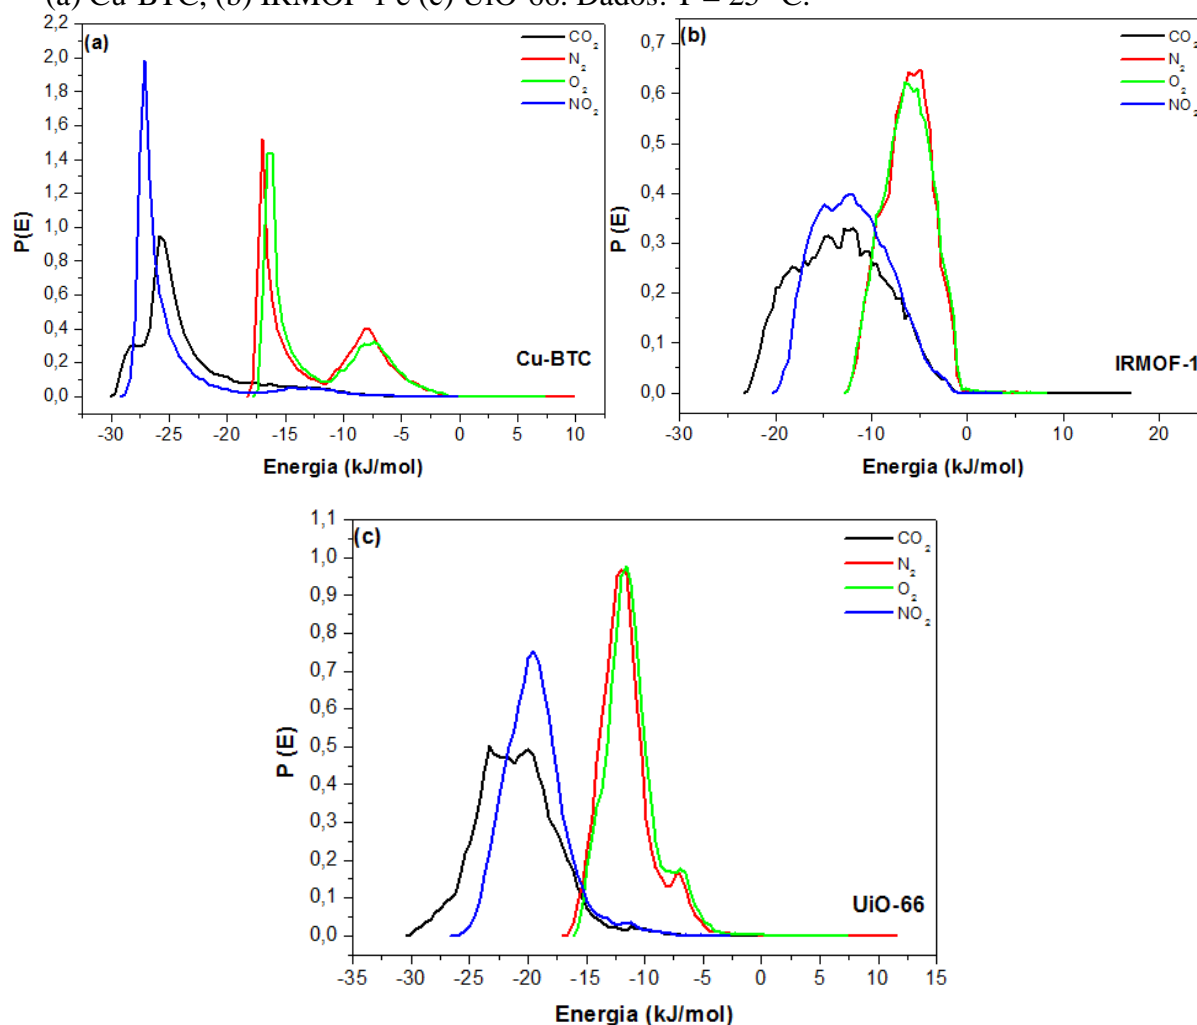 (a) Cu-BTC, (b) IRMOF-1 e (c) UiO-66. Dados: T = 25 °C.
(a)
CO2
N2
O2
NO2
2,2
2,0
1,8
1,6
1,4
1,2
1,0
0,8
0,6
0,4
0,2
0,0
P(E)
Cu-BTC
-30 -25 -20 -15 -10 -5 0 5 10
Energia (kJ/mol)
(b)
CO2
N2
O2
NO2
0,7
0,6
0,5
0,4
0,3
0,2
0,1
0,0
P (E)
IRMOF-1
-30 -20 -10 0 10 20
Energia (kJ/mol)
(c)
CO2
N2
O2
NO2
1,1
1,0
0,9
0,8
0,7
0,6
0,5
0,4
0,3
0,2
0,1
0,0
P (E)
UiO-66
-35 -30 -25 -20 -15 -10 -5 0 5 10 15
Energia (kJ/mol)